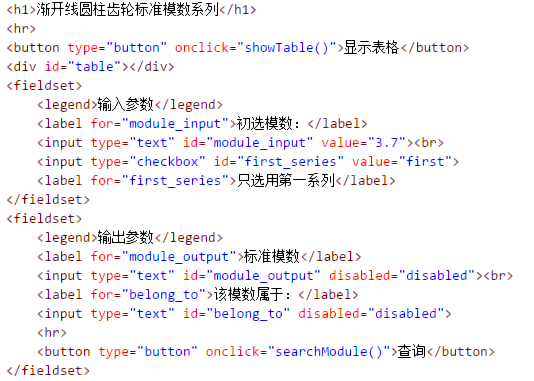 <h1>渐开线圆柱齿轮标准模数系列</h1>
<hr>
<button type="button" onclick="showTable()">显示表格</button>
<div id="table"></div>
<fieldset>
    <legend>输入参数</legend>
    <label for="module_input">初选模数：</label>
    <input type="text" id="module_input" value="3.7"><br>
    <input type="checkbox" id="first_series" value="first">
    <label for="first_series">只选用第一系列</label>
</fieldset>
<fieldset>
    <legend>输出参数</legend>
    <label for="module_output">标准模数</label>
    <input type="text" id="module_output" disabled="disabled"><br>
    <label for="belong_to">该模数属于：</label>
    <input type="text" id="belong_to" disabled="disabled">
    <hr>
    <button type="button" onclick="searchModule()">查询</button>
</fieldset>